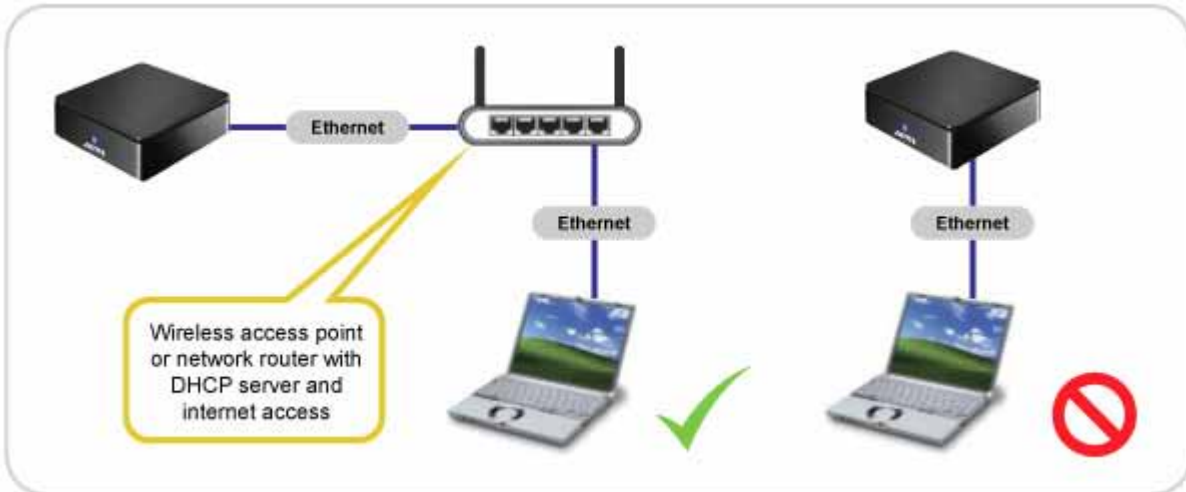 Ethernet
Ethernet
Ethernet
Wireless access point
or network router with
DHCP server and
internet access